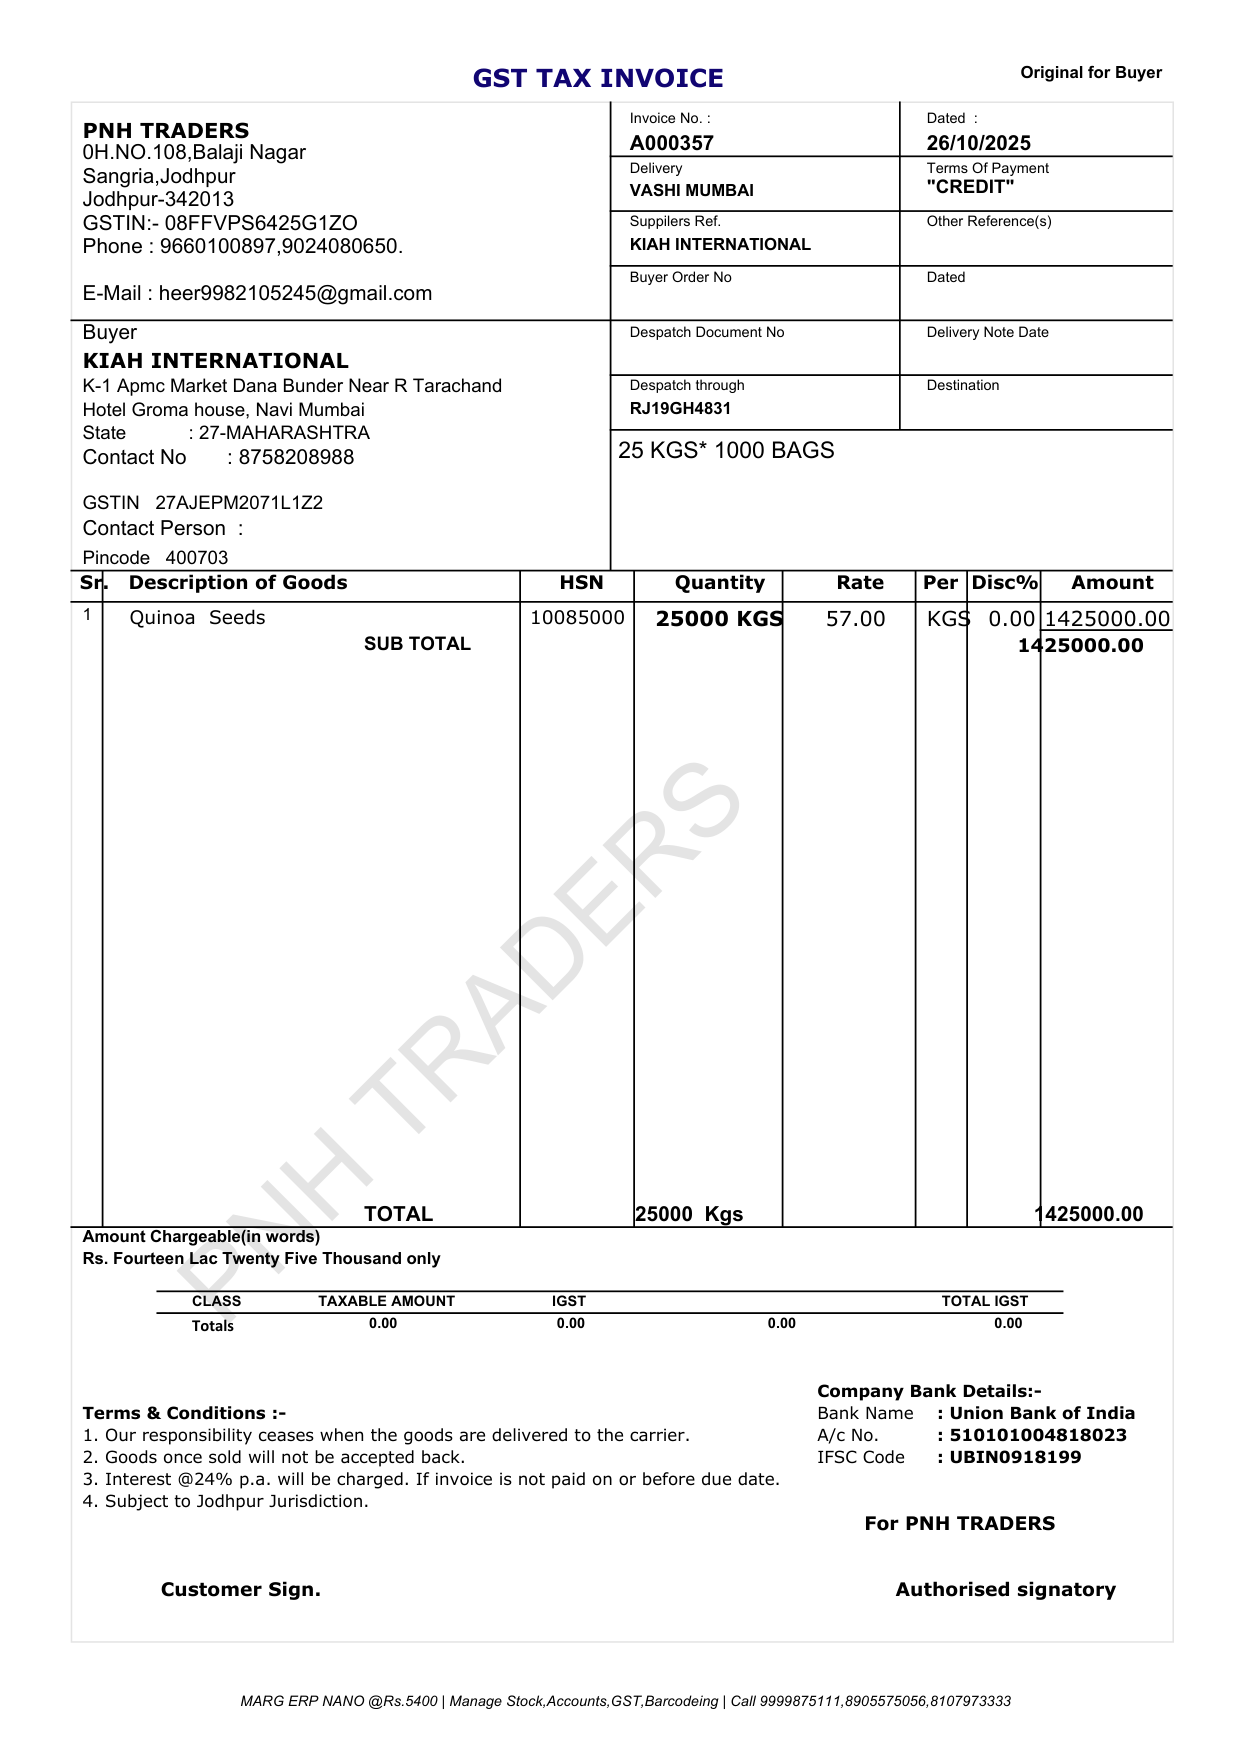 GST TAX INVOICE
Original for Buyer
PNH TRADERS
0H.NO.108,Balaji Nagar
Sangria,Jodhpur
Jodhpur-342013
GSTIN:- 08FFVPS6425G1ZO
Phone : 9660100897,9024080650.
E-Mail : heer9982105245@gmail.com
Invoice No. :
A000357
Dated :
26/10/2025
Delivery
VASHI MUMBAI
Terms Of Payment
"CREDIT"
Suppilers Ref.
KIAH INTERNATIONAL
Other Reference(s)
Buyer Order No
Dated
Despatch Document No
Delivery Note Date
Despatch through
RJ19GH4831
Destination
25 KGS* 1000 BAGS
Buyer
KIAH INTERNATIONAL
K-1 Apmc Market Dana Bunder Near R Tarachand
Hotel Groma house, Navi Mumbai
State : 27-MAHARASHTRA
Contact No : 8758208988
GSTIN 27AJEPM2071L1Z2
Contact Person :
Pincode 400703
Sr. Description of Goods HSN Quantity Rate Per Disc% Amount
1 Quinoa Seeds 10085000 25000 KGS 57.00 KGS 0.00 1425000.00
SUB TOTAL 1425000.00
PNH TRADERS
TOTAL 25000 Kgs 1425000.00
Amount Chargeable(in words)
Rs. Fourteen Lac Twenty Five Thousand only
CLASS TAXABLE AMOUNT IGST TOTAL IGST
Totals 0.00 0.00 0.00 0.00
Company Bank Details:-
Bank Name : Union Bank of India
A/c No. : 510101004818023
IFSC Code : UBIN0918199
Terms & Conditions :-
1. Our responsibility ceases when the goods are delivered to the carrier.
2. Goods once sold will not be accepted back.
3. Interest @24% p.a. will be charged. If invoice is not paid on or before due date.
4. Subject to Jodhpur Jurisdiction.
For PNH TRADERS
Customer Sign.
Authorised signatory
MARG ERP NANO @Rs.5400 | Manage Stock,Accounts,GST,Barcodeing | Call 9999875111,8905575056,8107973333